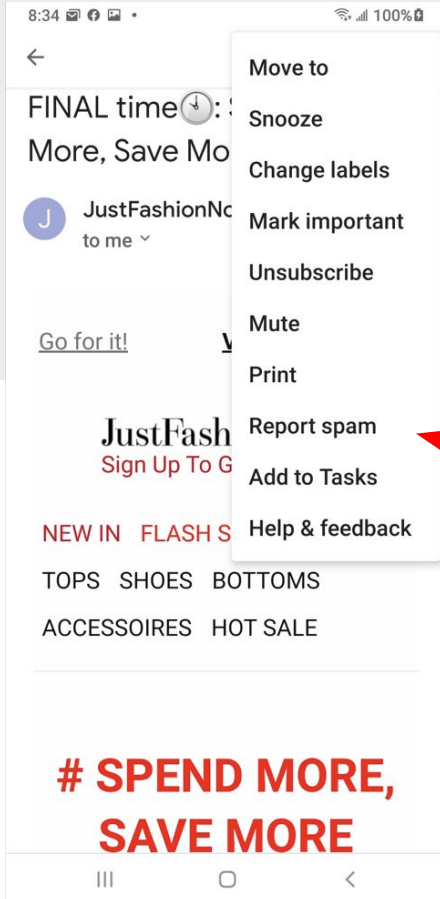 8:34
100%
FINAL time🕙:
More, Save Mo
J
JustFashionNo
to me
Go for it!
JustFash
Sign Up To G
NEW IN FLASH S
TOPS SHOES BOTTOMS
ACCESSOIRES HOT SALE
# SPEND MORE,
SAVE MORE
Move to
Snooze
Change labels
Mark important
Unsubscribe
Mute
Print
Report spam
Add to Tasks
Help & feedback